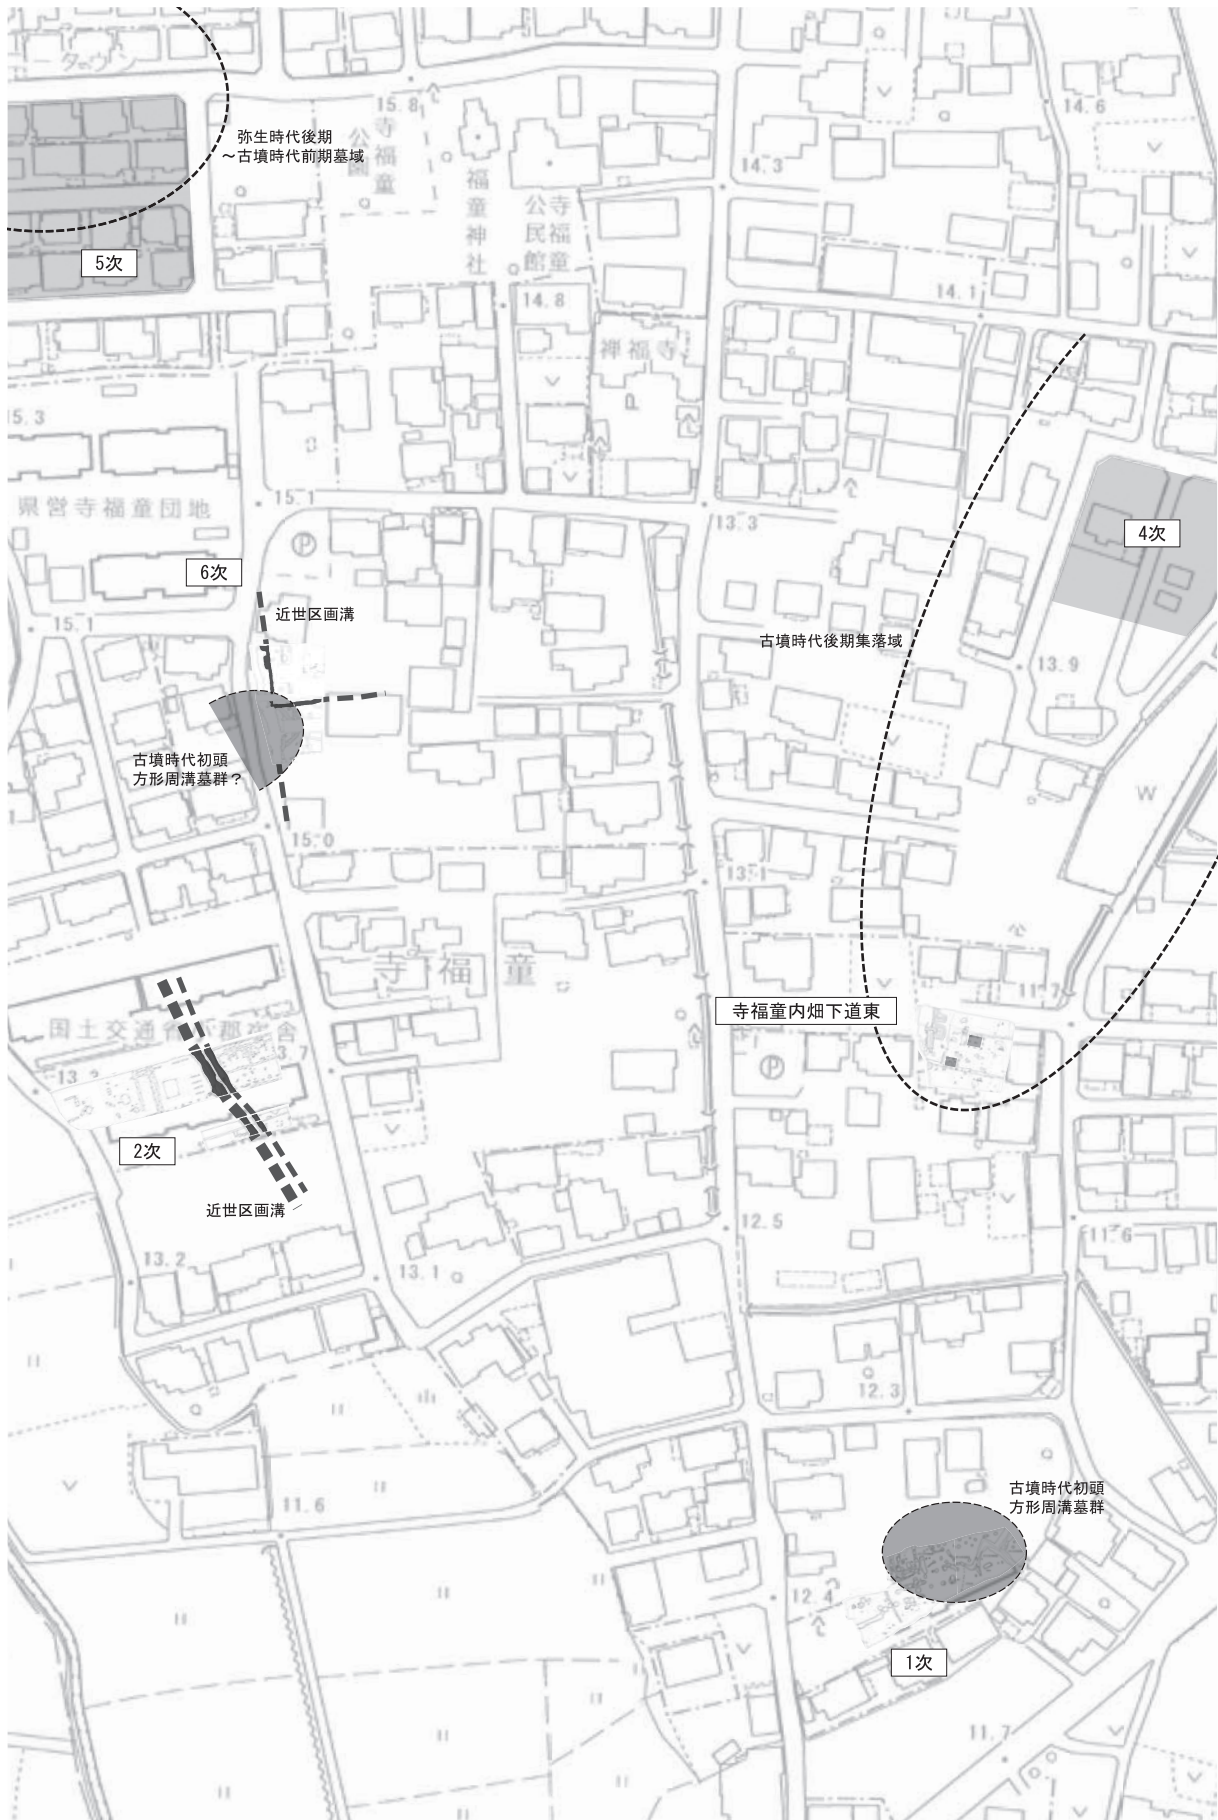 ータウン
15.8
14.6
弥生時代後期
～古墳時代前期墓域
寺福童
公園
14.3
福童神社
寺福童
公民館
5次
14.8
14.1
禅福寺
15.3
県営寺福童団地
15.1
13.3
4次
6次
近世区画溝
15.1
古墳時代後期集落域
13.9
古墳時代初頭
方形周溝墓群？
W
15.0
13.1
寺福童
11.7
寺福童内畑下道東
13.7
2次
近世区画溝
12.5
11.6
13.2
13.1
12.3
11.6
古墳時代初頭
方形周溝墓群
12.4
1次
11.7